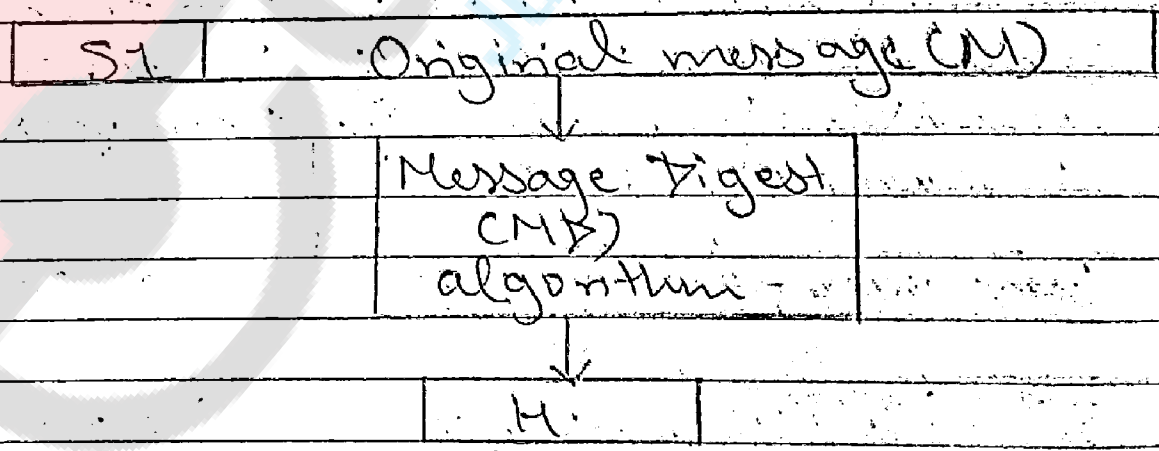 S1 Original message (M)
Message Digest
(MD)
algorithm
H